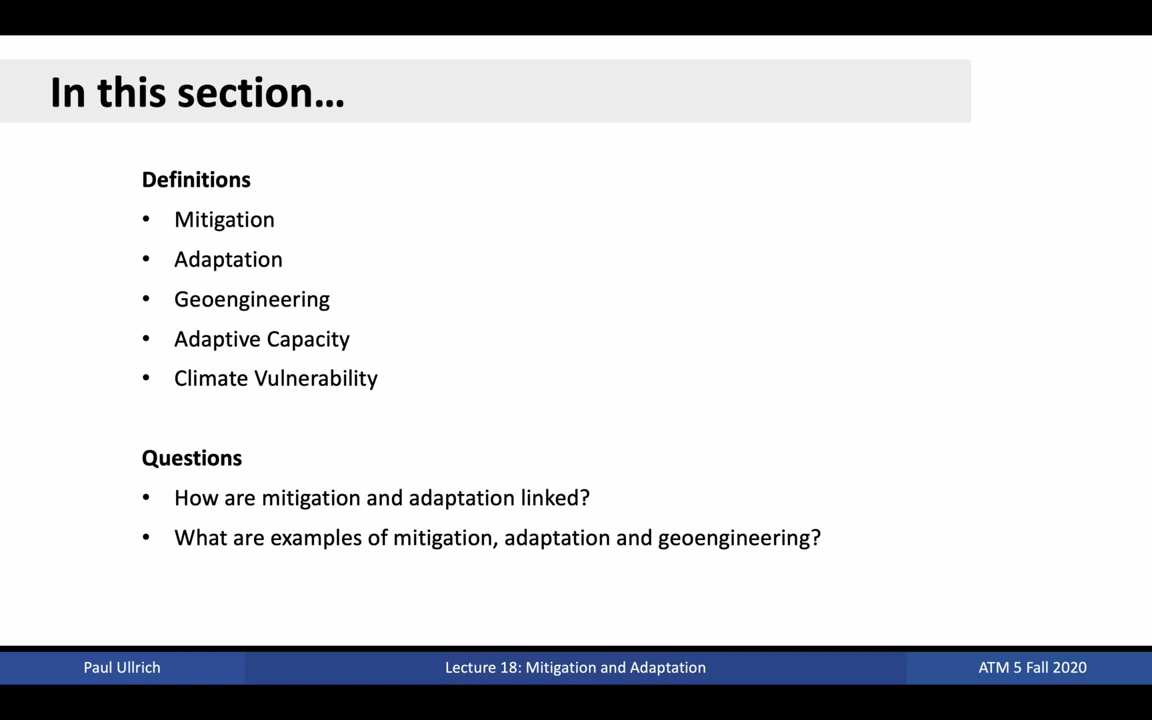 In this section...
Definitions
• Mitigation
• Adaptation
• Geoengineering
• Adaptive Capacity
• Climate Vulnerability
Questions
• How are mitigation and adaptation linked?
• What are examples of mitigation, adaptation and geoengineering?
Paul Ullrich
Lecture 18: Mitigation and Adaptation
ATM 5 Fall 2020